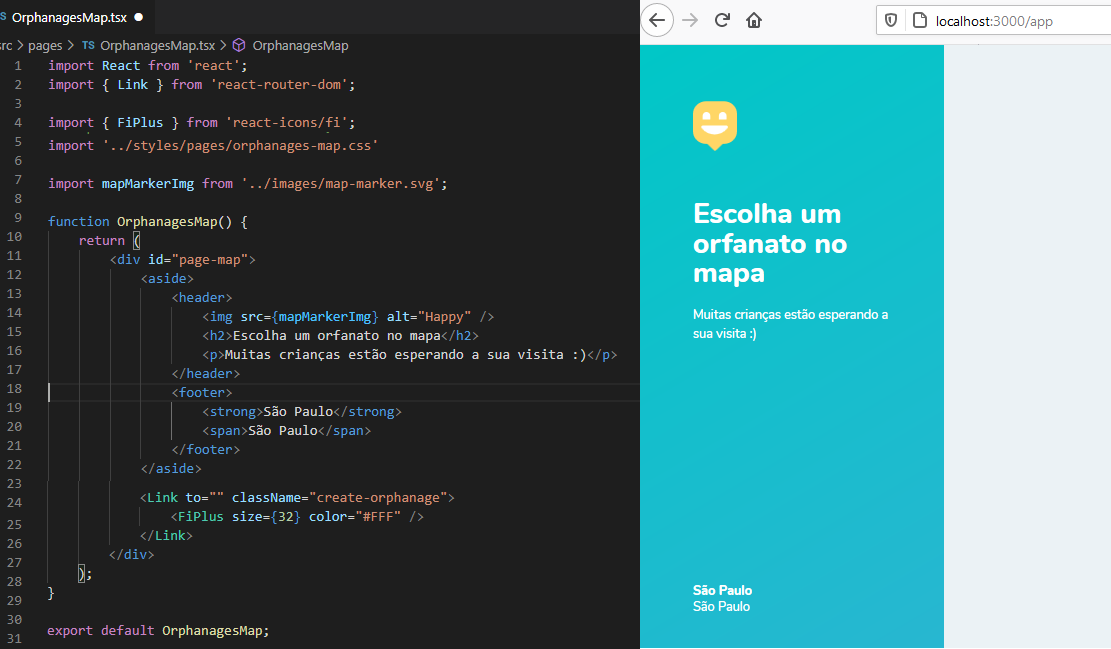 OrphanagesMap.tsx
src > pages > TS OrphanagesMap.tsx > OrphanagesMap
1 import React from 'react';
2 import { Link } from 'react-router-dom';
3
4 import { FiPlus } from 'react-icons/fi';
5 import '../styles/pages/orphanages-map.css'
6
7 import mapMarkerImg from '../images/map-marker.svg';
8
9 function OrphanagesMap() {
10 return (
11 <div id="page-map">
12 <aside>
13 <header>
14 <img src={mapMarkerImg} alt="Happy" />
15 <h2>Escolha um orfanato no mapa</h2>
16 <p>Muitas crianças estão esperando a sua visita :)</p>
17 </header>
18 <footer>
19 <strong>São Paulo</strong>
20 <span>São Paulo</span>
21 </footer>
22 </aside>
23
24 <Link to="" className="create-orphanage">
25 <FiPlus size={32} color="#FFF" />
26 </Link>
27 </div>
28 );
29 }
30
31 export default OrphanagesMap;
localhost:3000/app
Escolha um
orfanato no
mapa
Muitas crianças estão esperando a
sua visita :)
São Paulo
São Paulo